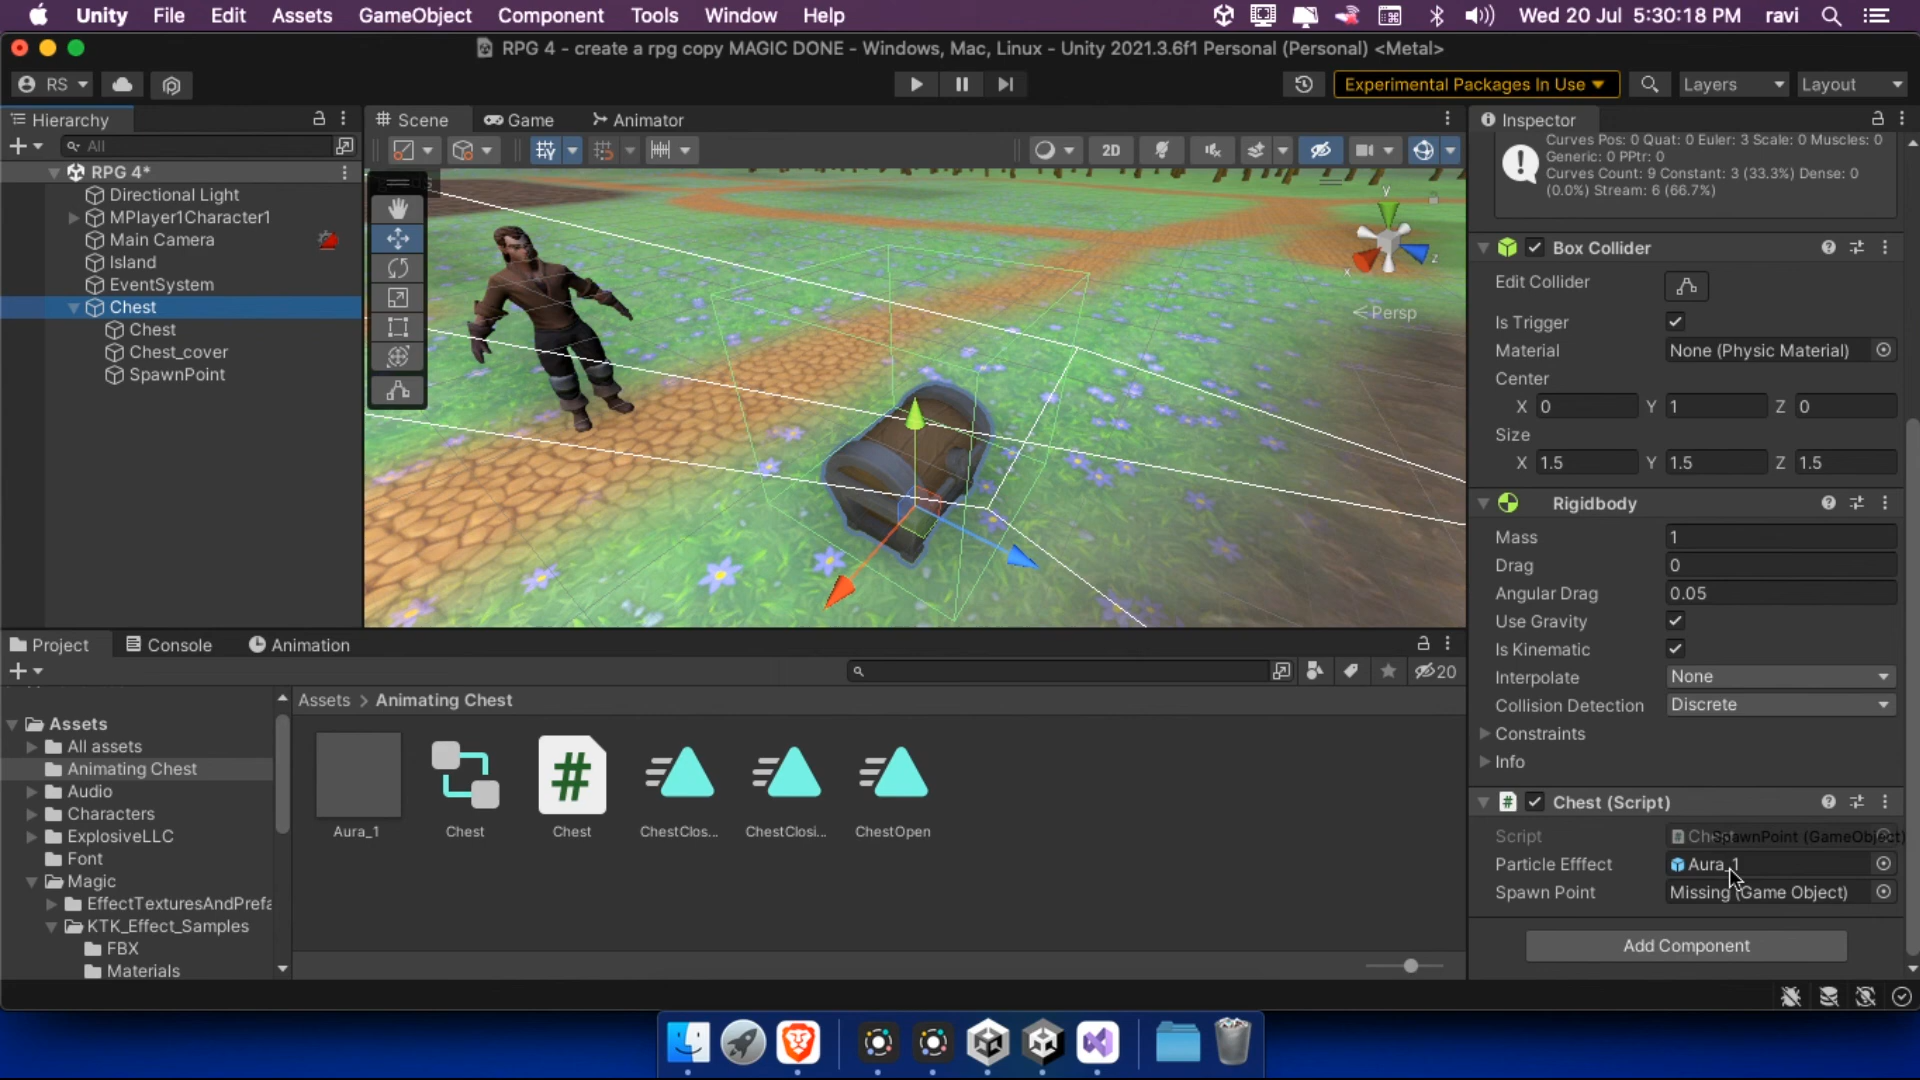 Unity File Edit Assets GameObject Component Tools Window Help Wed 20 Jul 5:30:18 PM ravi
RPG 4 - create a rpg copy MAGIC DONE - Windows, Mac, Linux - Unity 2021.3.6f1 Personal (Personal) <Metal>
RS Experimental Packages In Use Layers Layout
Hierarchy
All
RPG 4*
Directional Light
MPlayer1Character1
Main Camera
Island
EventSystem
Chest
Chest
Chest_cover
SpawnPoint
Scene Game Animator
2D
y
x
z
Persp
Inspector
Curves Pos: 0 Quat: 0 Euler: 3 Scale: 0 Muscles: 0
Generic: 0 PPtr: 0
Curves Count: 9 Constant: 3 (33.3%) Dense: 0
(0.0%) Stream: 6 (66.7%)
Box Collider
Edit Collider
Is Trigger
Material None (Physic Material)
Center
X 0 Y 1 Z 0
Size
X 1.5 Y 1.5 Z 1.5
Rigidbody
Mass 1
Drag 0
Angular Drag 0.05
Use Gravity
Is Kinematic
Interpolate None
Collision Detection Discrete
Constraints
Info
Chest (Script)
Script Chest SpawnPoint (GameObject)
Particle Efffect Aura_1
Spawn Point Missing (Game Object)
Add Component
Project Console Animation
20
Assets
All assets
Animating Chest
Audio
Characters
ExplosiveLLC
Font
Magic
EffectTexturesAndPrefa
KTK_Effect_Samples
FBX
Materials
Assets > Animating Chest
Aura_1 Chest Chest ChestClos... ChestClosi... ChestOpen